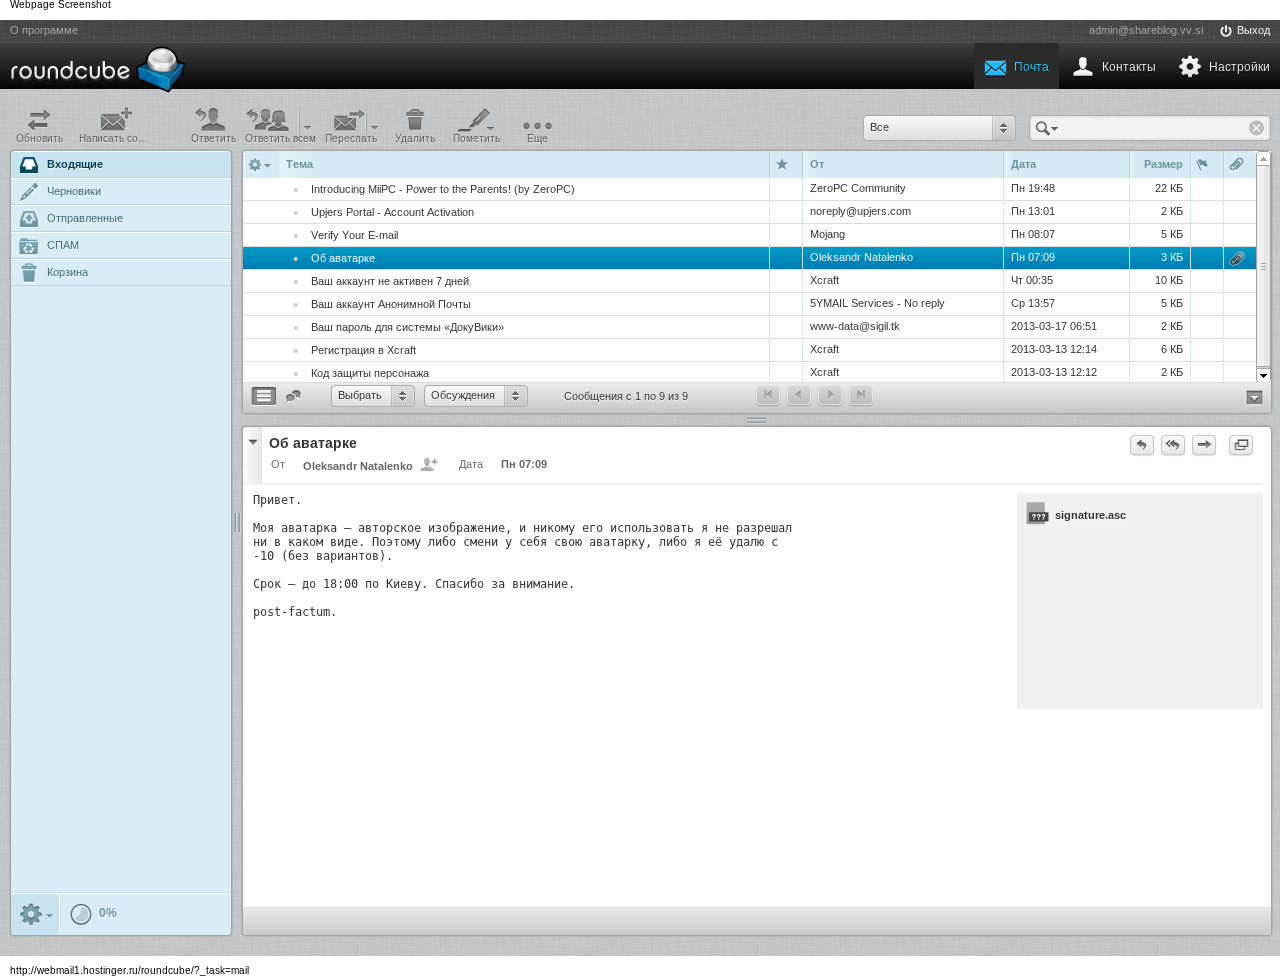 Webpage Screenshot
О программе
admin@shareblog.vv.si
Выход
roundcube
Почта
Контакты
Настройки
Обновить
Написать со...
Ответить
Ответить всем
Переслать
Удалить
Пометить
Еще
Все
Входящие
Черновики
Отправленные
СПАМ
Корзина
Тема От Дата Размер
Introducing MiiPC - Power to the Parents! (by ZeroPC) ZeroPC Community Пн 19:48 22 КБ
Upjers Portal - Account Activation noreply@upjers.com Пн 13:01 2 КБ
Verify Your E-mail Mojang Пн 08:07 5 КБ
Об аватарке Oleksandr Natalenko Пн 07:09 3 КБ
Ваш аккаунт не активен 7 дней Xcraft Чт 00:35 10 КБ
Ваш аккаунт Анонимной Почты 5YMAIL Services - No reply Ср 13:57 5 КБ
Ваш пароль для системы «ДокуВики» www-data@sigil.tk 2013-03-17 06:51 2 КБ
Регистрация в Xcraft Xcraft 2013-03-13 12:14 6 КБ
Код защиты персонажа Xcraft 2013-03-13 12:12 2 КБ
Выбрать
Обсуждения
Сообщения с 1 по 9 из 9
Об аватарке
От Oleksandr Natalenko Дата Пн 07:09
Привет.
Моя аватарка — авторское изображение, и никому его использовать я не разрешал
ни в каком виде. Поэтому либо смени у себя свою аватарку, либо я её удалю с
-10 (без вариантов).
Срок — до 18:00 по Киеву. Спасибо за внимание.
post-factum.
???
signature.asc
0%
http://webmail1.hostinger.ru/roundcube/?_task=mail